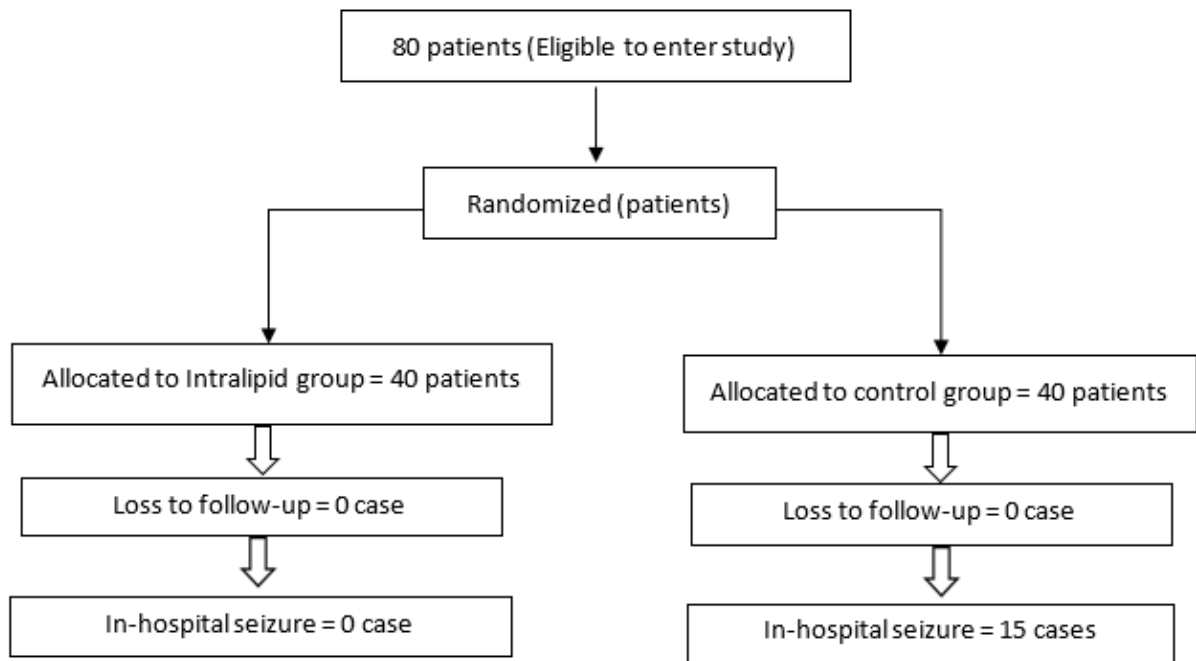 80 patients (Eligible to enter study)
Randomized (patients)
Allocated to Intralipid group = 40 patients
Allocated to control group = 40 patients
Loss to follow-up = 0 case
Loss to follow-up = 0 case
In-hospital seizure = 0 case
In-hospital seizure = 15 cases